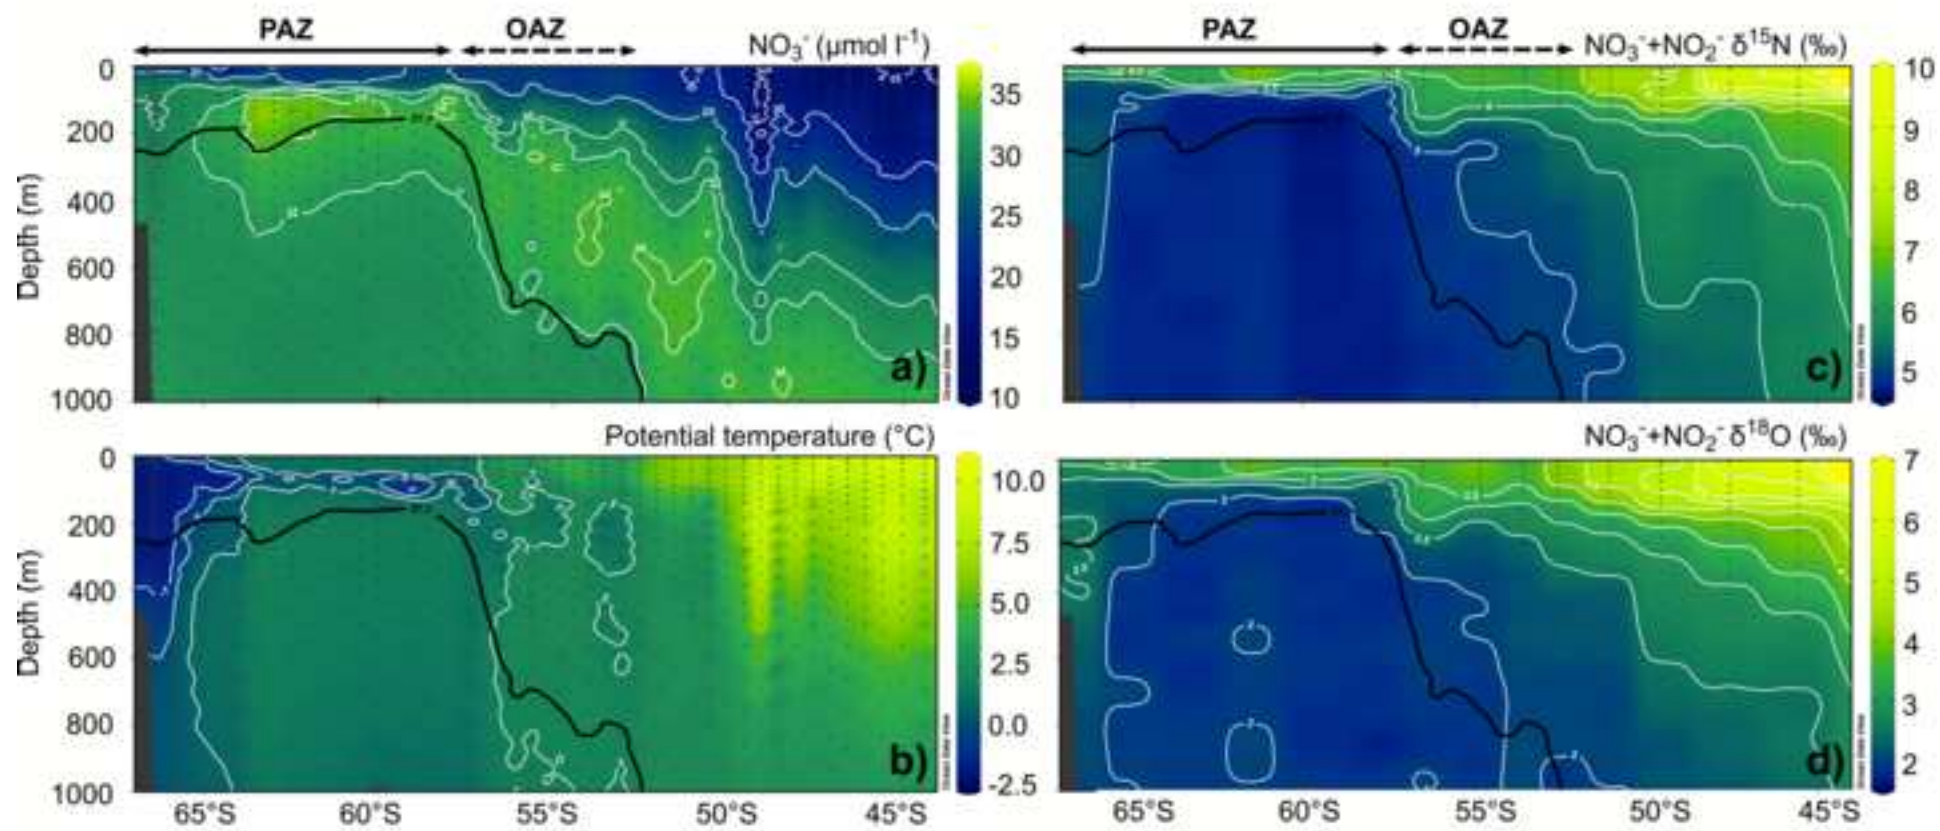 PAZ OAZ
NO₃⁻ (µmol l⁻¹)
0
200
400
600
800
1000
Depth (m)
35
30
25
20
15
10
a)
Potential temperature (°C)
0
200
400
600
800
1000
Depth (m)
10.0
7.5
5.0
2.5
0.0
-2.5
b)
65°S 60°S 55°S 50°S 45°S
PAZ OAZ
NO₃⁻+NO₂⁻ δ¹⁵N (‰)
10
9
8
7
6
5
c)
NO₃⁻+NO₂⁻ δ¹⁸O (‰)
7
6
5
4
3
2
d)
65°S 60°S 55°S 50°S 45°S